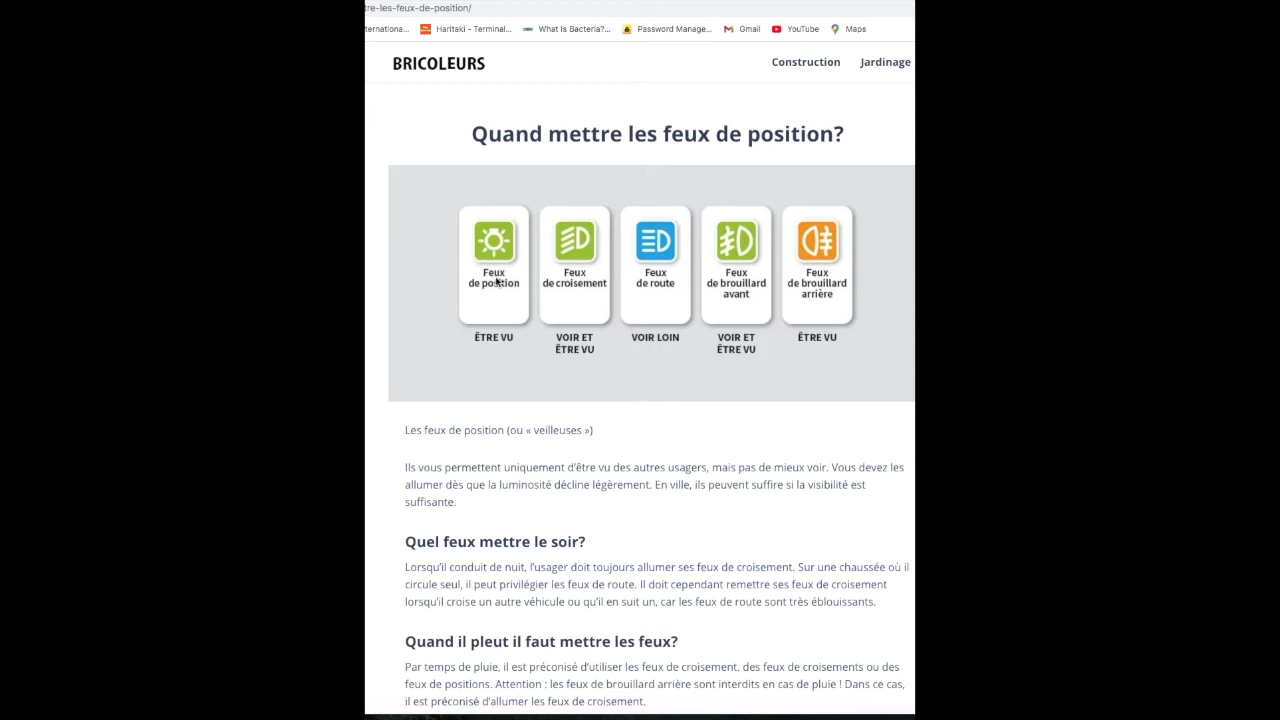 tre-les-feux-de-position/
ternationa... Haritaki - Terminal... What Is Bacteria?... Password Manage... Gmail YouTube Maps
BRICOLEURS Construction Jardinage
Quand mettre les feux de position?
Feux
de position
ÊTRE VU
Feux
de croisement
VOIR ET
ÊTRE VU
Feux
de route
VOIR LOIN
Feux
de brouillard
avant
VOIR ET
ÊTRE VU
Feux
de brouillard
arrière
ÊTRE VU
Les feux de position (ou « veilleuses »)
Ils vous permettent uniquement d'être vu des autres usagers, mais pas de mieux voir. Vous devez les
allumer dès que la luminosité décline légèrement. En ville, ils peuvent suffire si la visibilité est
suffisante.
Quel feux mettre le soir?
Lorsqu'il conduit de nuit, l'usager doit toujours allumer ses feux de croisement. Sur une chaussée où il
circule seul, il peut privilégier les feux de route. Il doit cependant remettre ses feux de croisement
lorsqu'il croise un autre véhicule ou qu'il en suit un, car les feux de route sont très éblouissants.
Quand il pleut il faut mettre les feux?
Par temps de pluie, il est préconisé d'utiliser les feux de croisement. des feux de croisements ou des
feux de positions. Attention : les feux de brouillard arrière sont interdits en cas de pluie ! Dans ce cas,
il est préconisé d'allumer les feux de croisement.